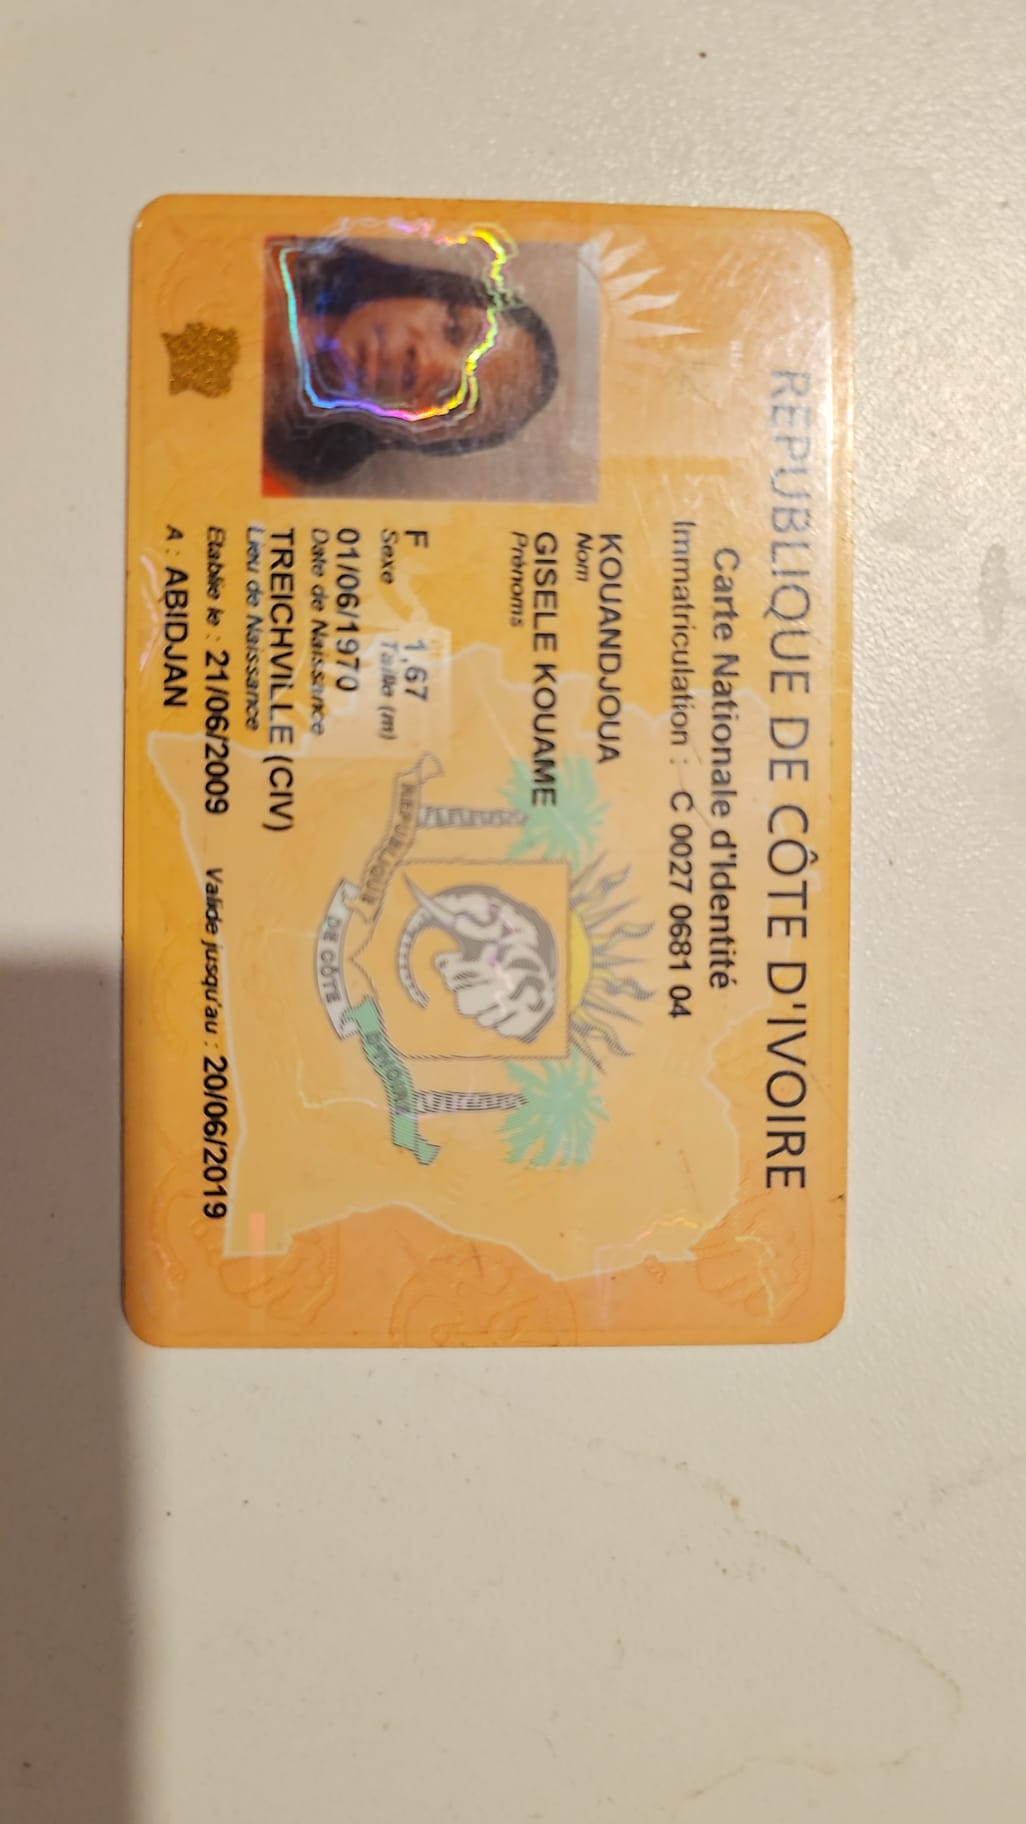 REPUBLIQUE DE CÔTE D'IVOIRE
Carte Nationale d'Identité
Immatriculation : C 0027 0681 04
KOUANDJOUA
Nom
GISELE KOUAME
Prénoms
F 1,67
Sexe Taille (m)
01/06/1970
Date de Naissance
TREICHVILLE (CIV)
Lieu de Naissance
Etablie le : 21/06/2009 Valide jusqu'au : 20/06/2019
A : ABIDJAN
REPUBLIQUE DE CÔTE D'IVOIRE